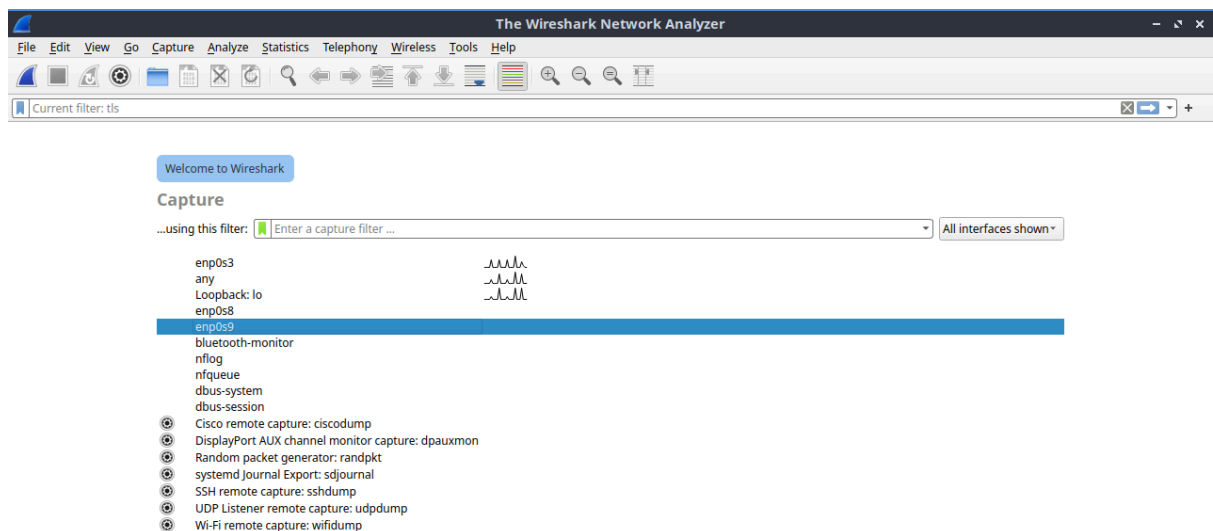 The Wireshark Network Analyzer
File Edit View Go Capture Analyze Statistics Telephony Wireless Tools Help
Current filter: tls
Welcome to Wireshark
Capture
...using this filter: Enter a capture filter ... All interfaces shown
enp0s3
any
Loopback: lo
enp0s8
enp0s9
bluetooth-monitor
nflog
nfqueue
dbus-system
dbus-session
Cisco remote capture: ciscodump
DisplayPort AUX channel monitor capture: dpauxmon
Random packet generator: randpkt
systemd Journal Export: sdjournal
SSH remote capture: sshdump
UDP Listener remote capture: udpdump
Wi-Fi remote capture: wifidump